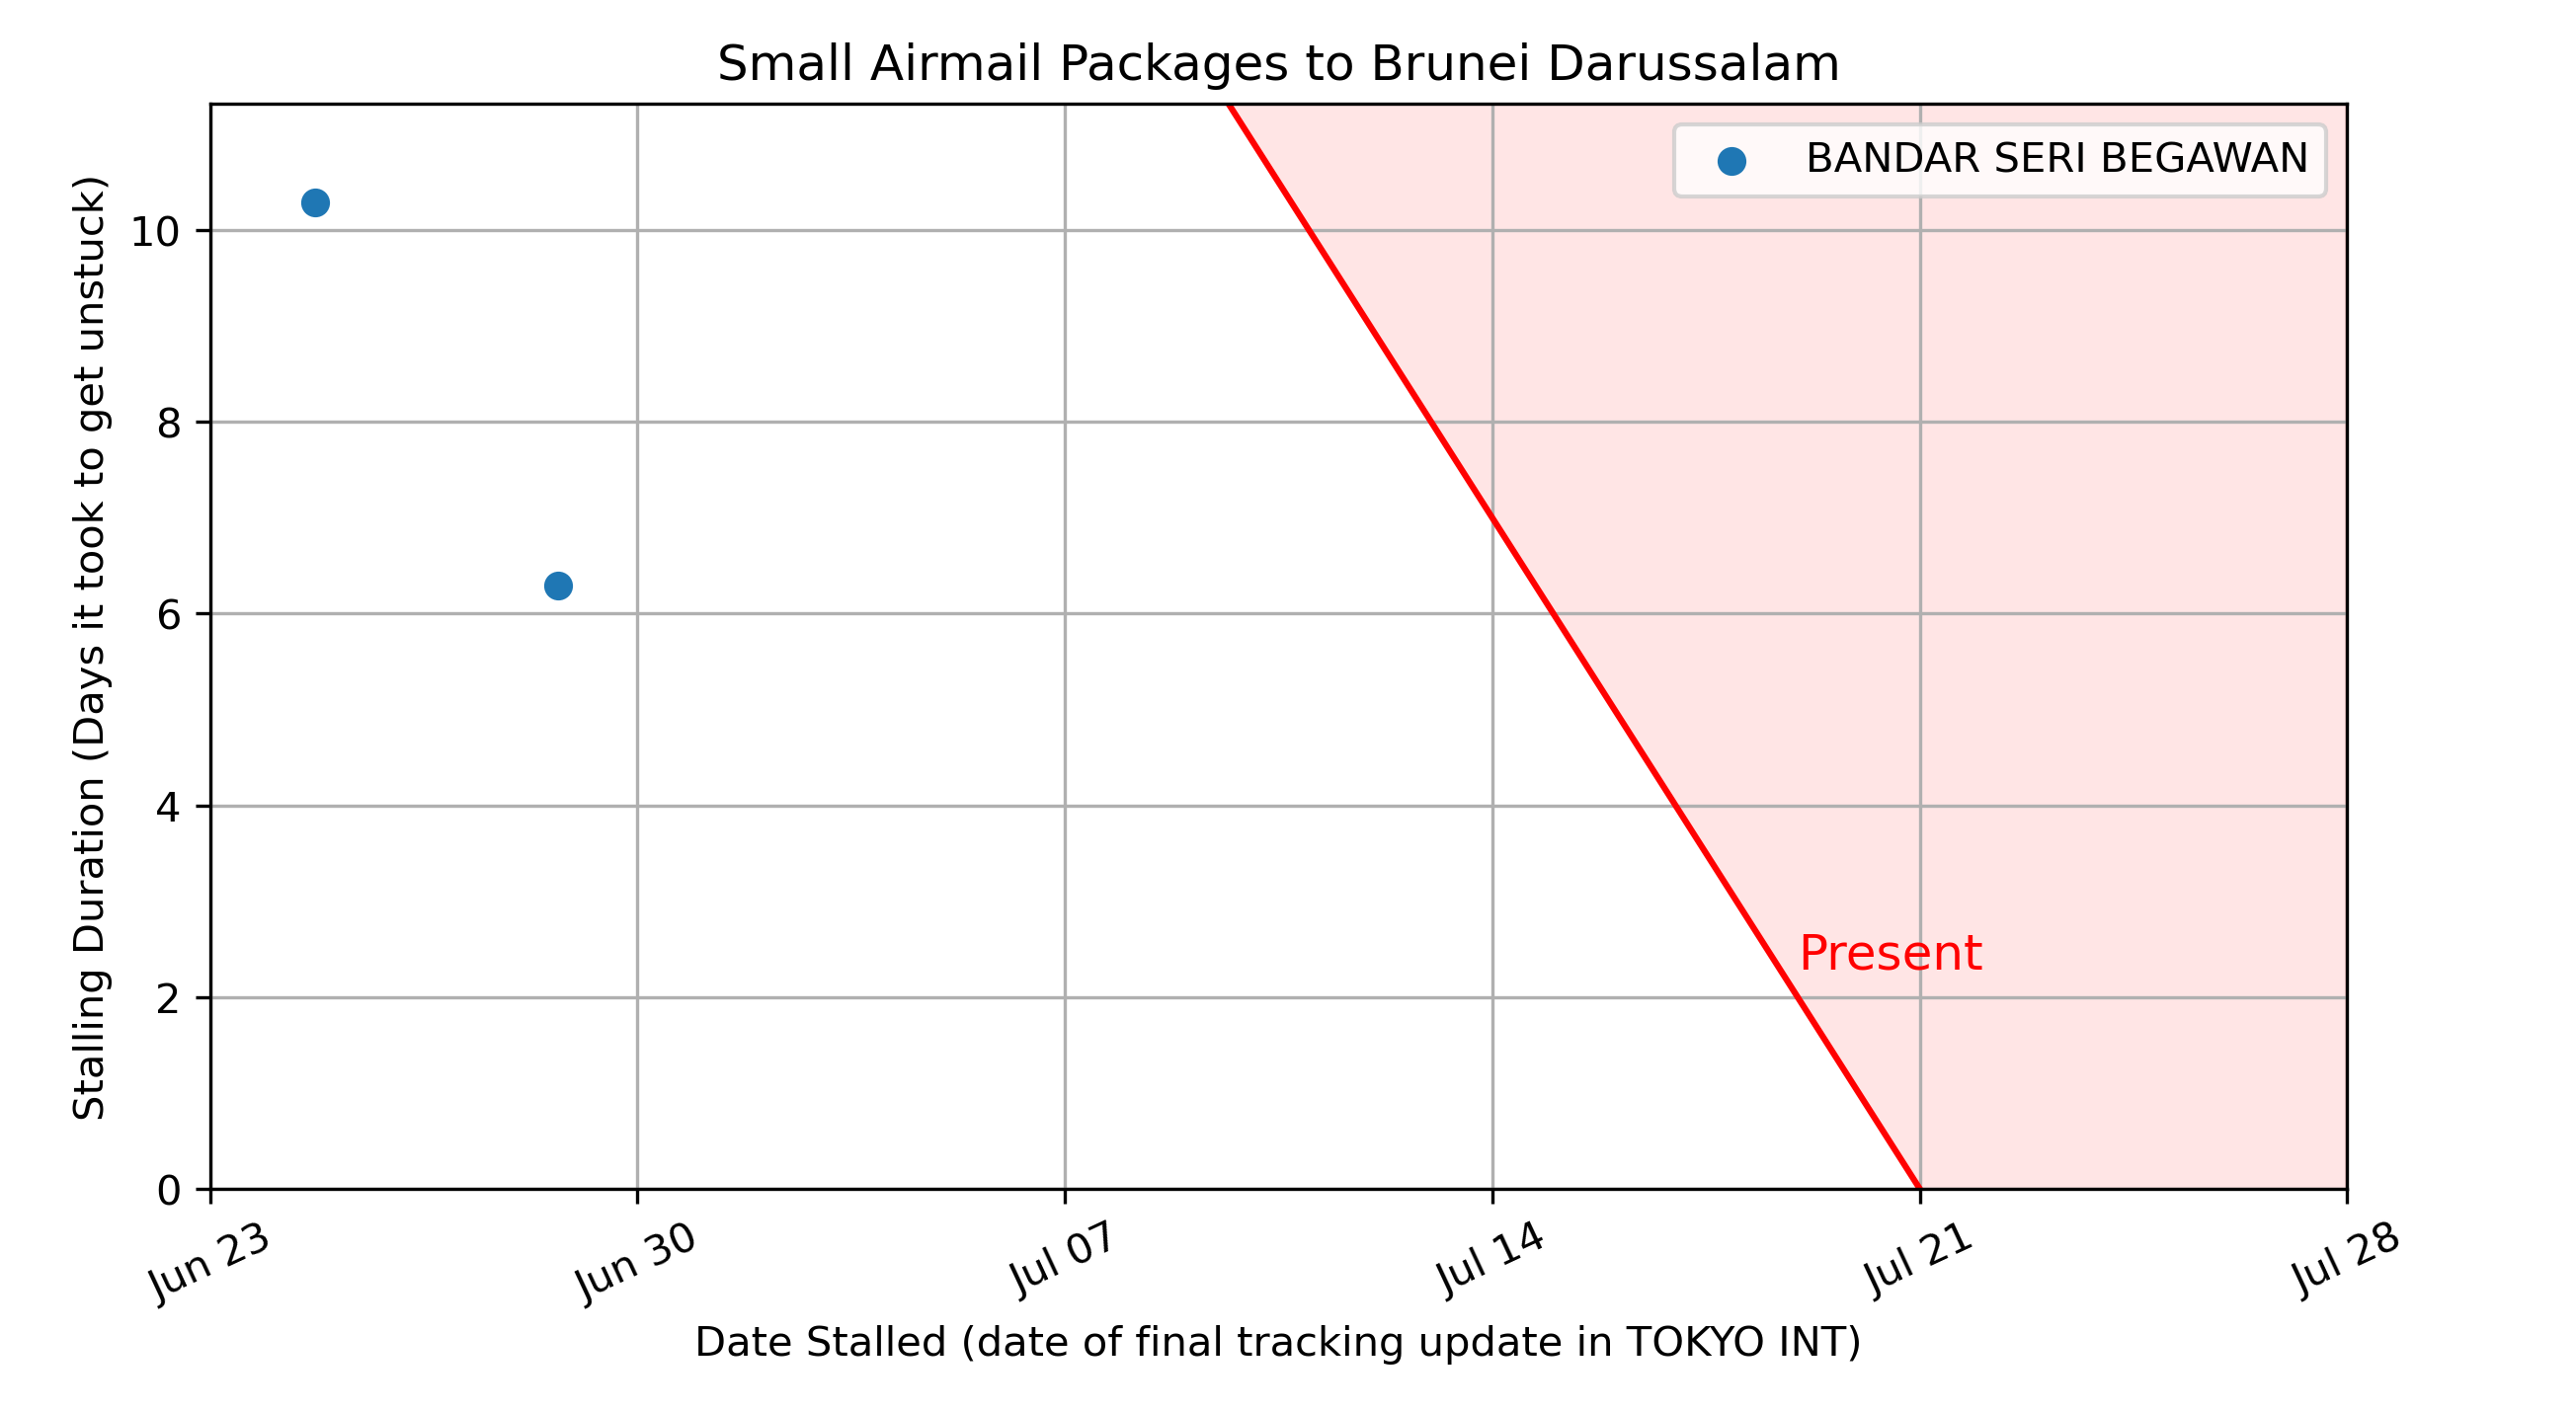 Small Airmail Packages to Brunei Darussalam
BANDAR SERI BEGAWAN
Stalling Duration (Days it took to get unstuck)
10
8
6
4
2
0
Present
Jun 23
Jun 30
Jul 07
Jul 14
Jul 21
Jul 28
Date Stalled (date of final tracking update in TOKYO INT)